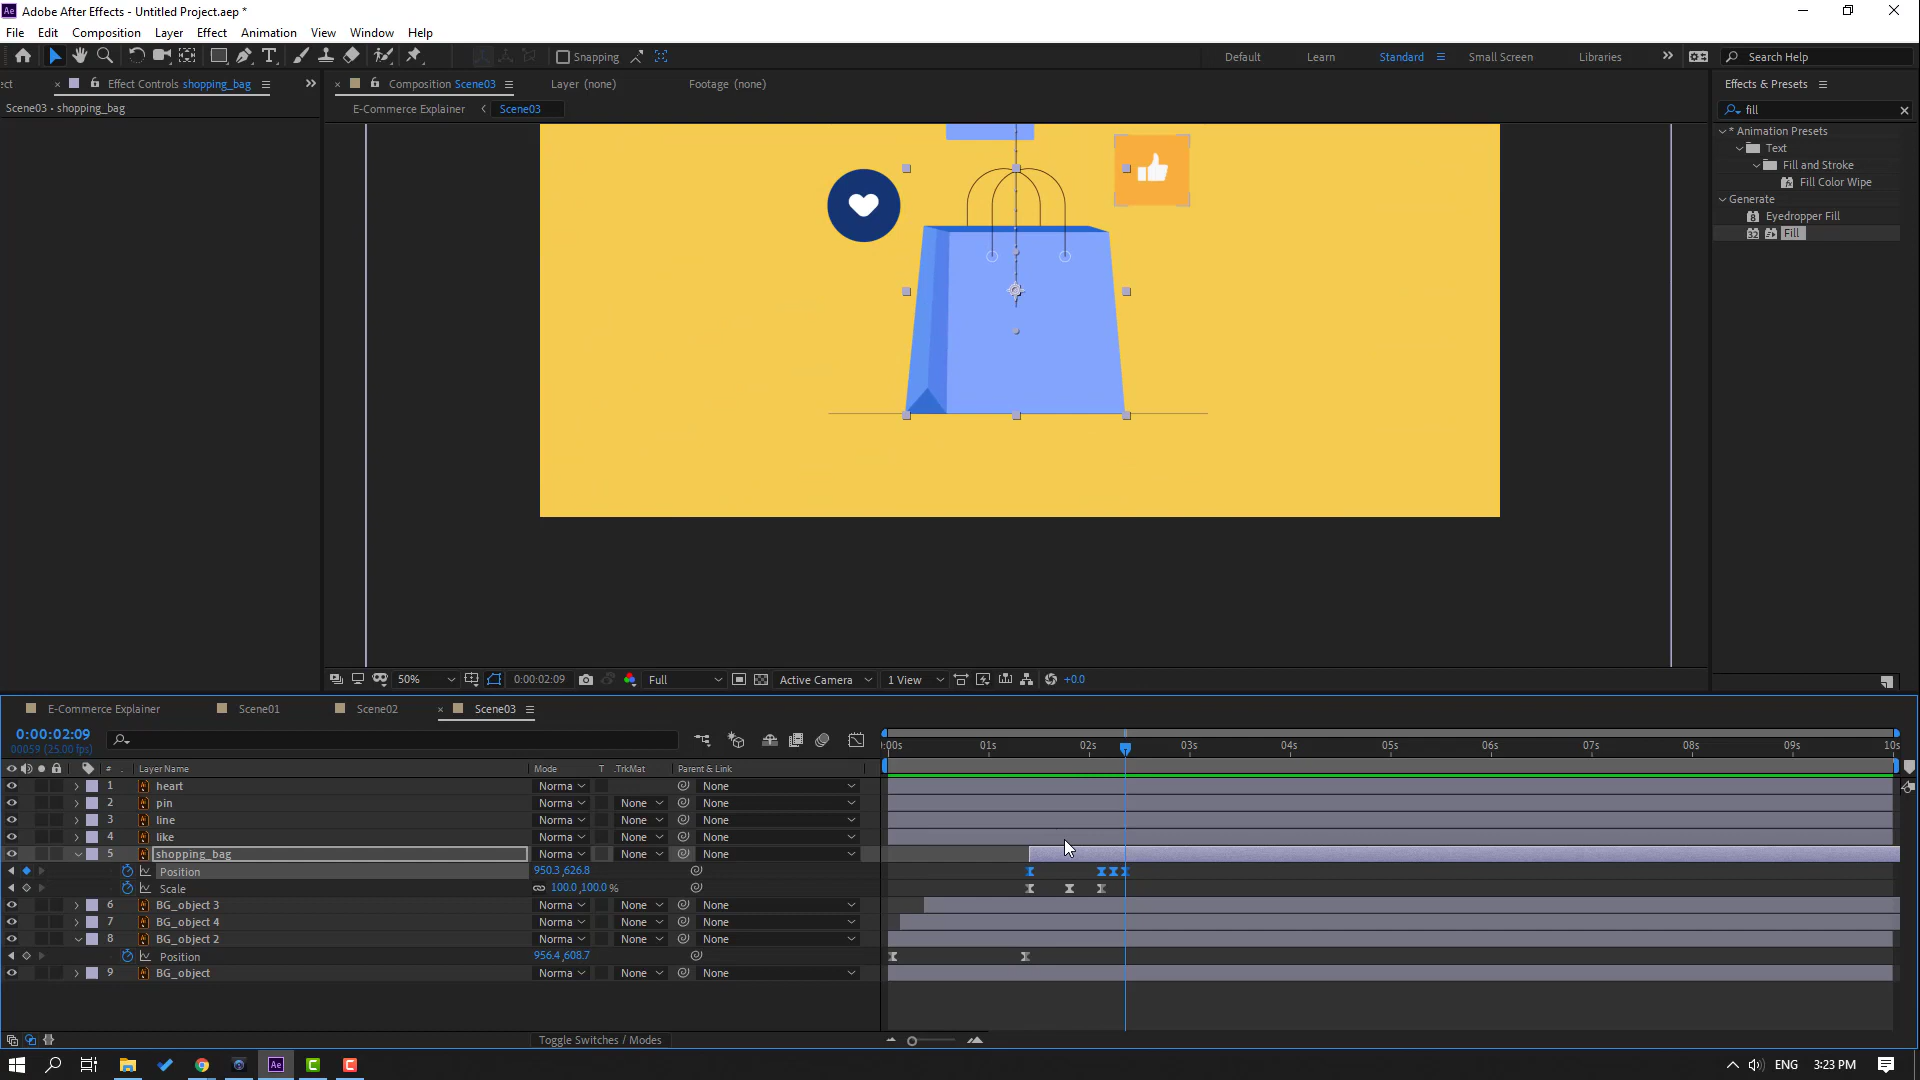 Adobe After Effects - Untitled Project.aep *
File Edit Composition Layer Effect Animation View Window Help
Snapping Default Learn Standard Small Screen Libraries Search Help
ect Effect Controls shopping_bag Composition Scene03 Layer (none) Footage (none) Effects & Presets
Scene03 • shopping_bag E-Commerce Explainer Scene03 fill
* Animation Presets
Text
Fill and Stroke
Fill Color Wipe
Generate
Eyedropper Fill
Fill
50% 0:00:02:09 Full Active Camera 1 View +0.0
E-Commerce Explainer Scene01 Scene02 Scene03
0:00:02:09
00059 (25.00 fps)
:00s 01s 02s 03s 04s 05s 06s 07s 08s 09s 10s
# Layer Name Mode T .TrkMat Parent & Link
1 heart Norma None
2 pin Norma None None
3 line Norma None None
4 like Norma None None
5 shopping_bag Norma None None
Position 950.3,626.8
Scale 100.0,100.0 %
6 BG_object 3 Norma None None
7 BG_object 4 Norma None None
8 BG_object 2 Norma None None
Position 956.4,608.7
9 BG_object Norma None None
Toggle Switches / Modes
ENG 3:23 PM